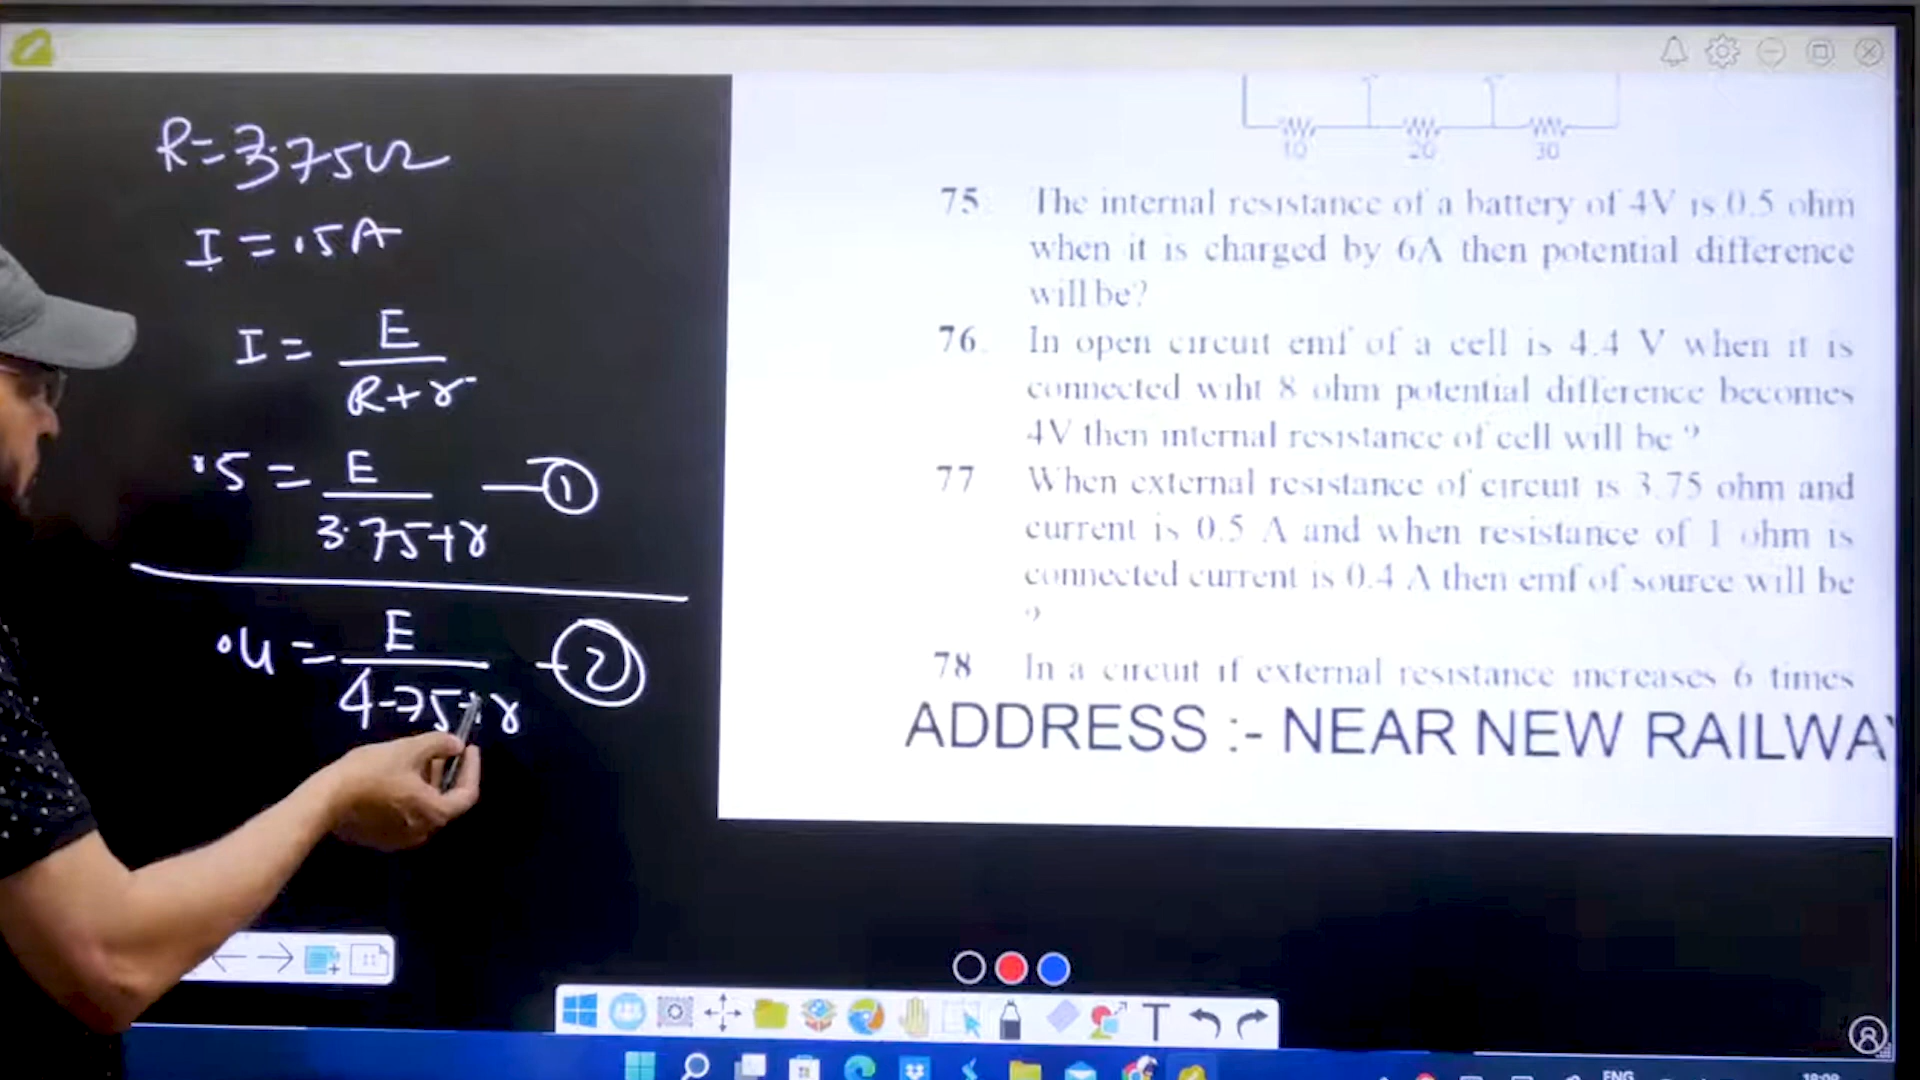 R=3.75Ω
I = .5A
I = E
R+r
.5 = E
3.75+r
1
.4 = E
4.75+r
2
10 20 30
75. The internal resistance of a battery of 4V is 0.5 ohm
when it is charged by 6A then potential difference
will be?
76. In open circuit emf of a cell is 4.4 V when it is
connected wiht 8 ohm potential difference becomes
4V then internal resistance of cell will be ?
77 When external resistance of circuit is 3.75 ohm and
current is 0.5 A and when resistance of 1 ohm is
connected current is 0.4 A then emf of source will be
?
78 In a circuit if external resistance increases 6 times
ADDRESS :- NEAR NEW RAILWAY
T
ENG